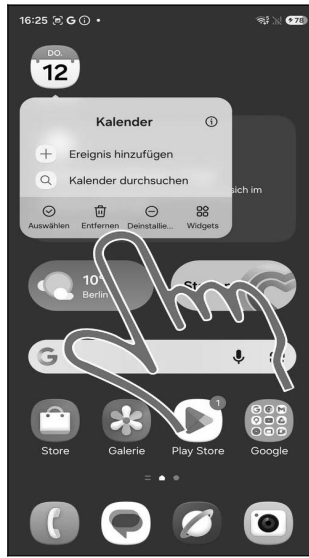 16:25 G
78
DO.
12
Kalender
Ereignis hinzufügen
Kalender durchsuchen
sich im
Auswählen Entfernen Deinstallie... Widgets
10°
Berlin
G
1
Store Galerie Play Store Google